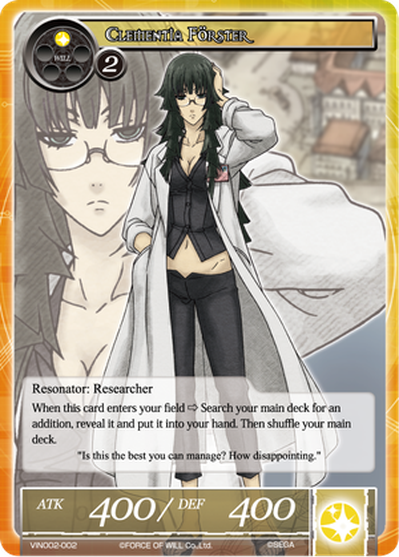 Clementia Förster
WILL
2
Resonator: Researcher
When this card enters your field ⇨ Search your main deck for an
addition, reveal it and put it into your hand. Then shuffle your main
deck.
"Is this the best you can manage? How disappointing."
ATK 400 / DEF 400
VIN002-002 ©FORCE OF WILL Co.,Ltd. ©SEGA